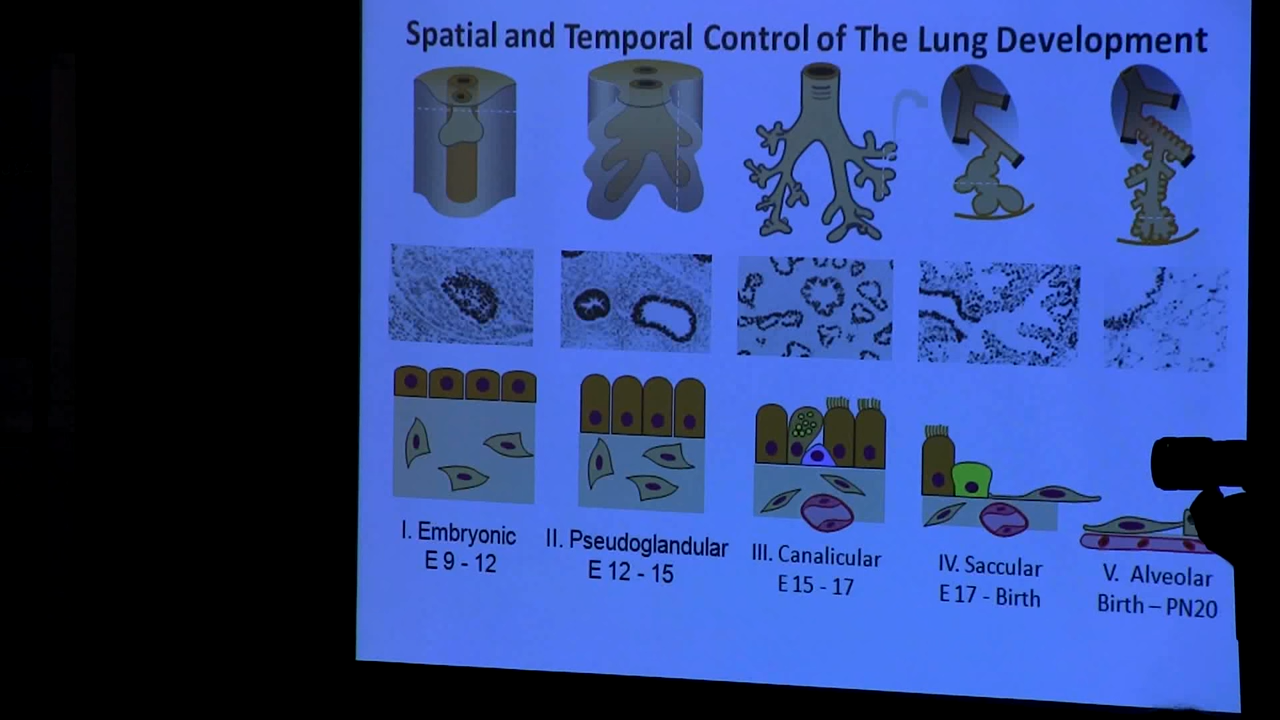 Spatial and Temporal Control of The Lung Development
I. Embryonic
E 9 - 12
II. Pseudoglandular
E 12 - 15
III. Canalicular
E 15 - 17
IV. Saccular
E 17 - Birth
V. Alveolar
Birth – PN20